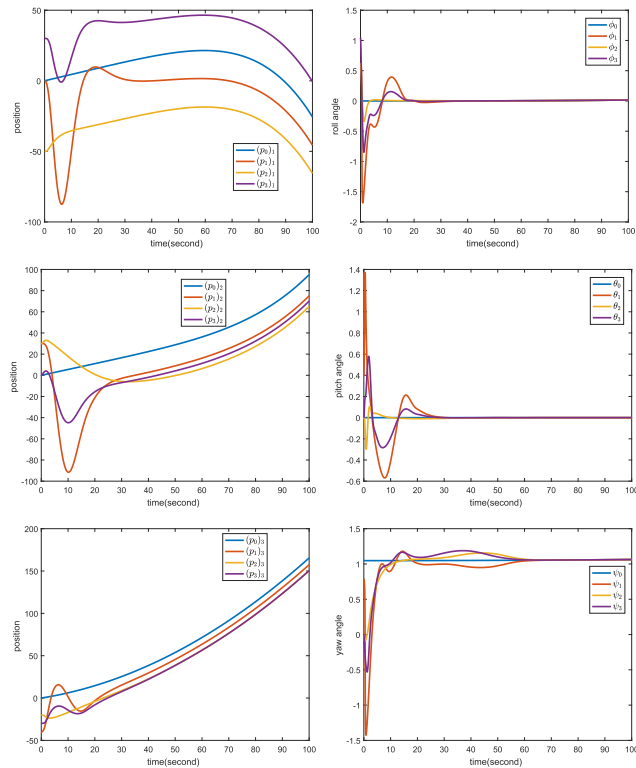 50
0
-50
-100
position
0 10 20 30 40 50 60 70 80 90 100
time(second)
(p₀)₁
(p₁)₁
(p₂)₁
(p₃)₁
1.5
1
0.5
0
-0.5
-1
-1.5
-2
roll angle
0 10 20 30 40 50 60 70 80 90 100
time(second)
ϕ₀
ϕ₁
ϕ₂
ϕ₃
100
80
60
40
20
0
-20
-40
-60
-80
-100
position
0 10 20 30 40 50 60 70 80 90 100
time(second)
(p₀)₂
(p₁)₂
(p₂)₂
(p₃)₂
1.4
1.2
1
0.8
0.6
0.4
0.2
0
-0.2
-0.4
-0.6
pitch angle
0 10 20 30 40 50 60 70 80 90 100
time(second)
θ₀
θ₁
θ₂
θ₃
200
150
100
50
0
-50
position
0 10 20 30 40 50 60 70 80 90 100
time(second)
(p₀)₃
(p₁)₃
(p₂)₃
(p₃)₃
1.5
1
0.5
0
-0.5
-1
-1.5
yaw angle
0 10 20 30 40 50 60 70 80 90 100
time(second)
ψ₀
ψ₁
ψ₂
ψ₃